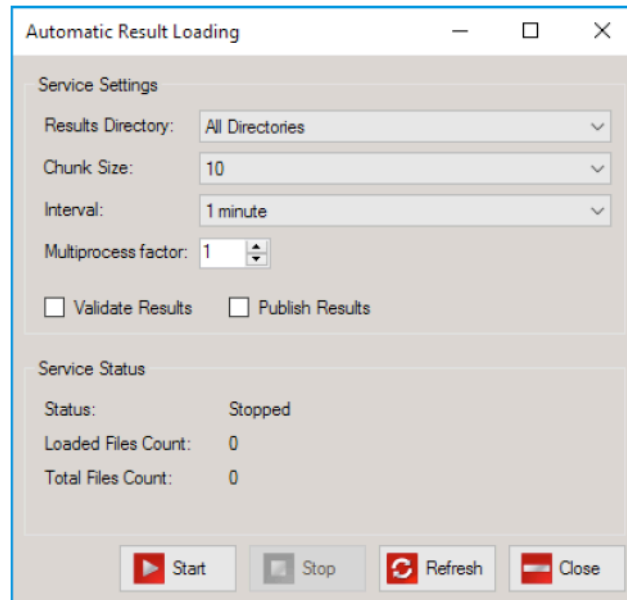 Automatic Result Loading
Service Settings
Results Directory: All Directories
Chunk Size: 10
Interval: 1 minute
Multiprocess factor: 1
Validate Results Publish Results
Service Status
Status: Stopped
Loaded Files Count: 0
Total Files Count: 0
Start Stop Refresh Close